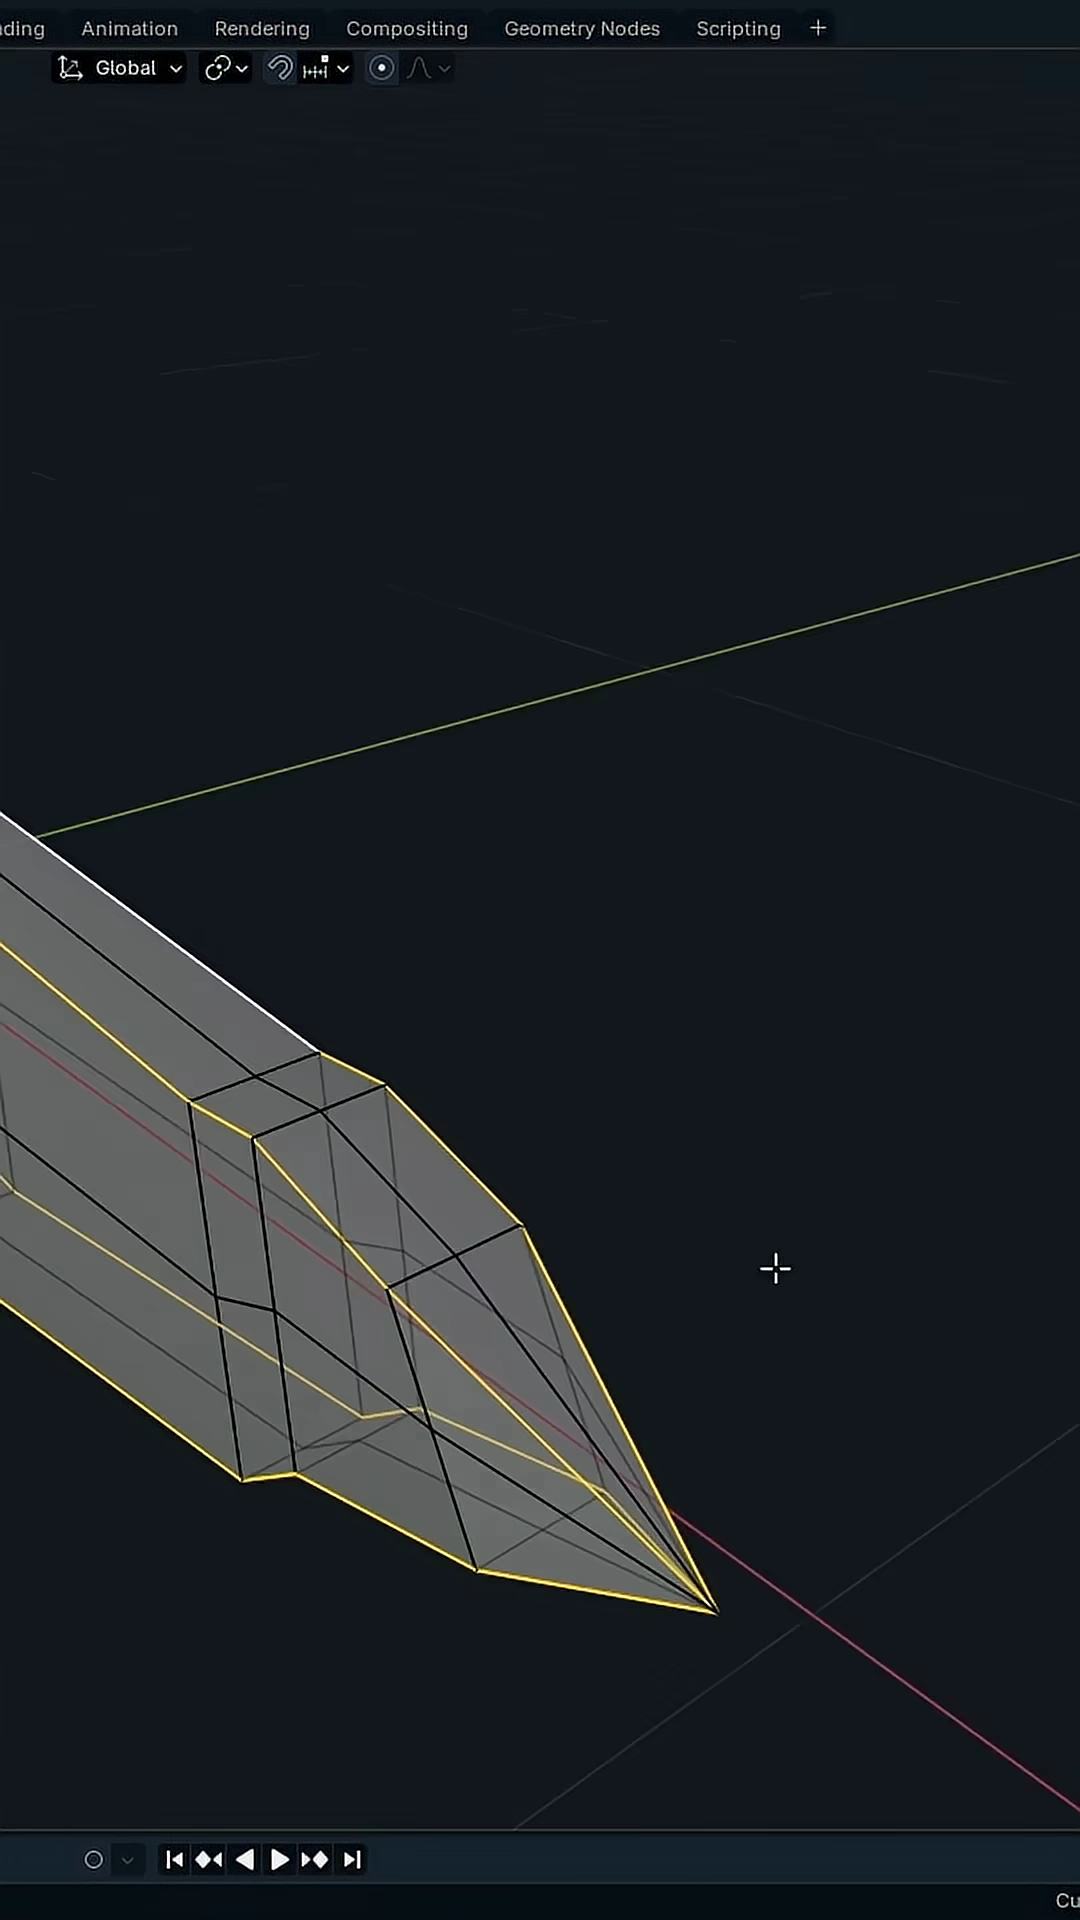 ding Animation Rendering Compositing Geometry Nodes Scripting +
Global
Cu